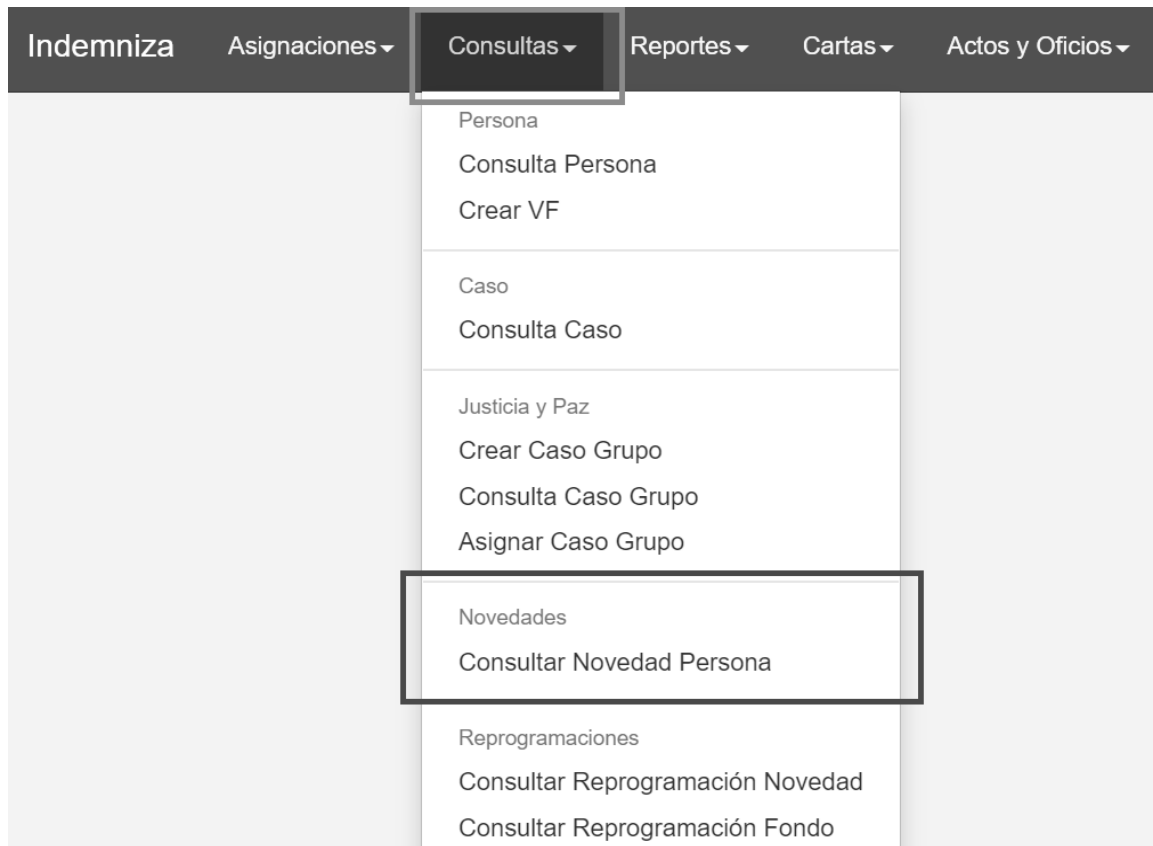 Indemniza Asignaciones Consultas Reportes Cartas Actos y Oficios
Persona
Consulta Persona
Crear VF
Caso
Consulta Caso
Justicia y Paz
Crear Caso Grupo
Consulta Caso Grupo
Asignar Caso Grupo
Novedades
Consultar Novedad Persona
Reprogramaciones
Consultar Reprogramación Novedad
Consultar Reprogramación Fondo